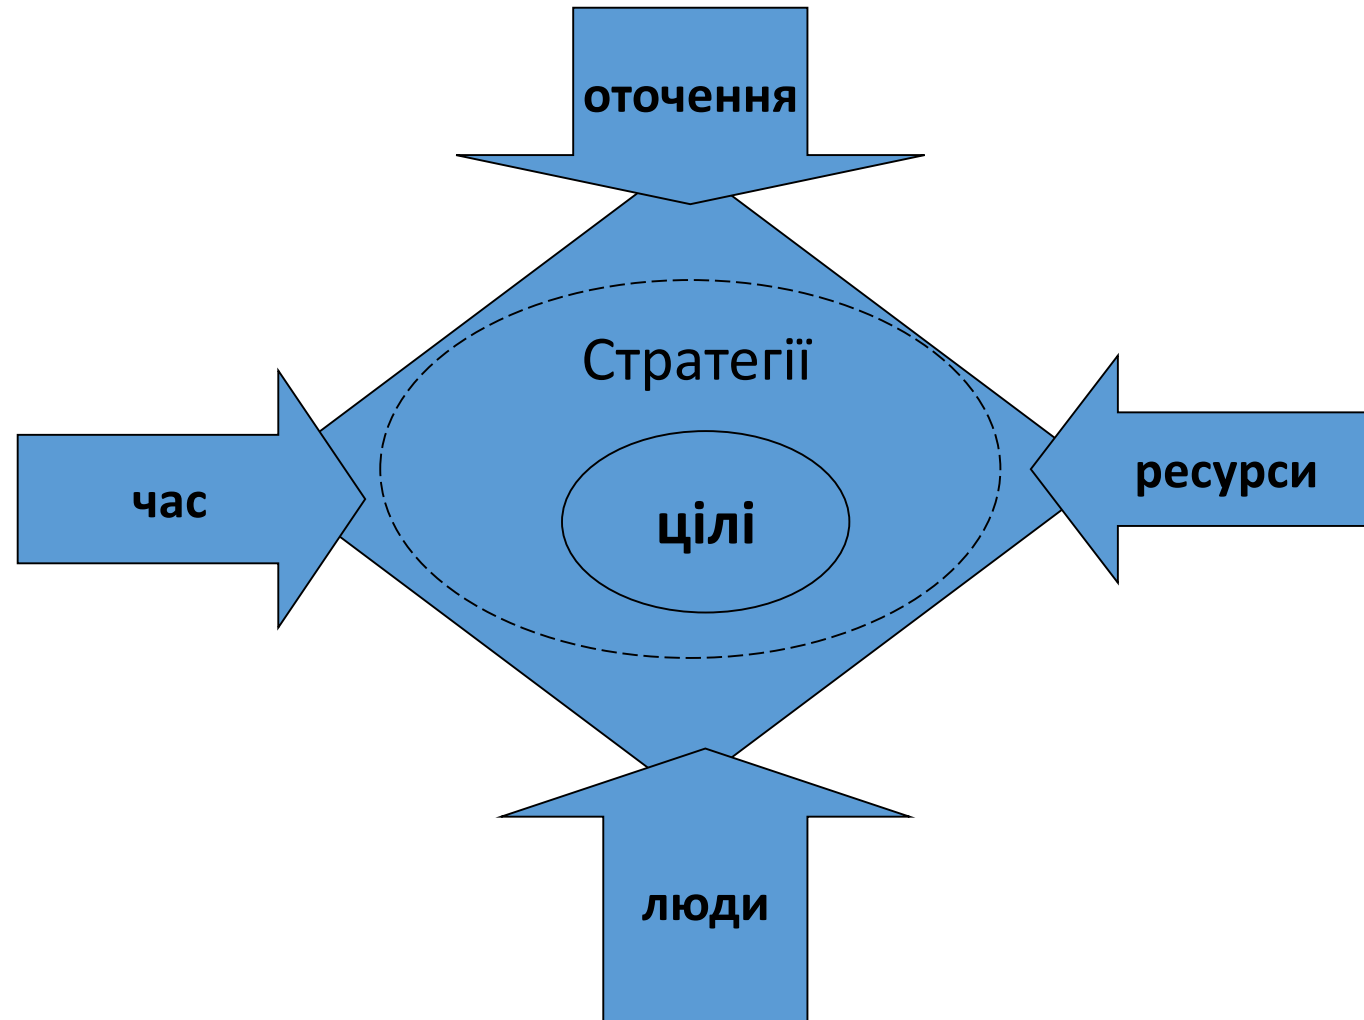 оточення
Стратегії
час
цілі
ресурси
люди